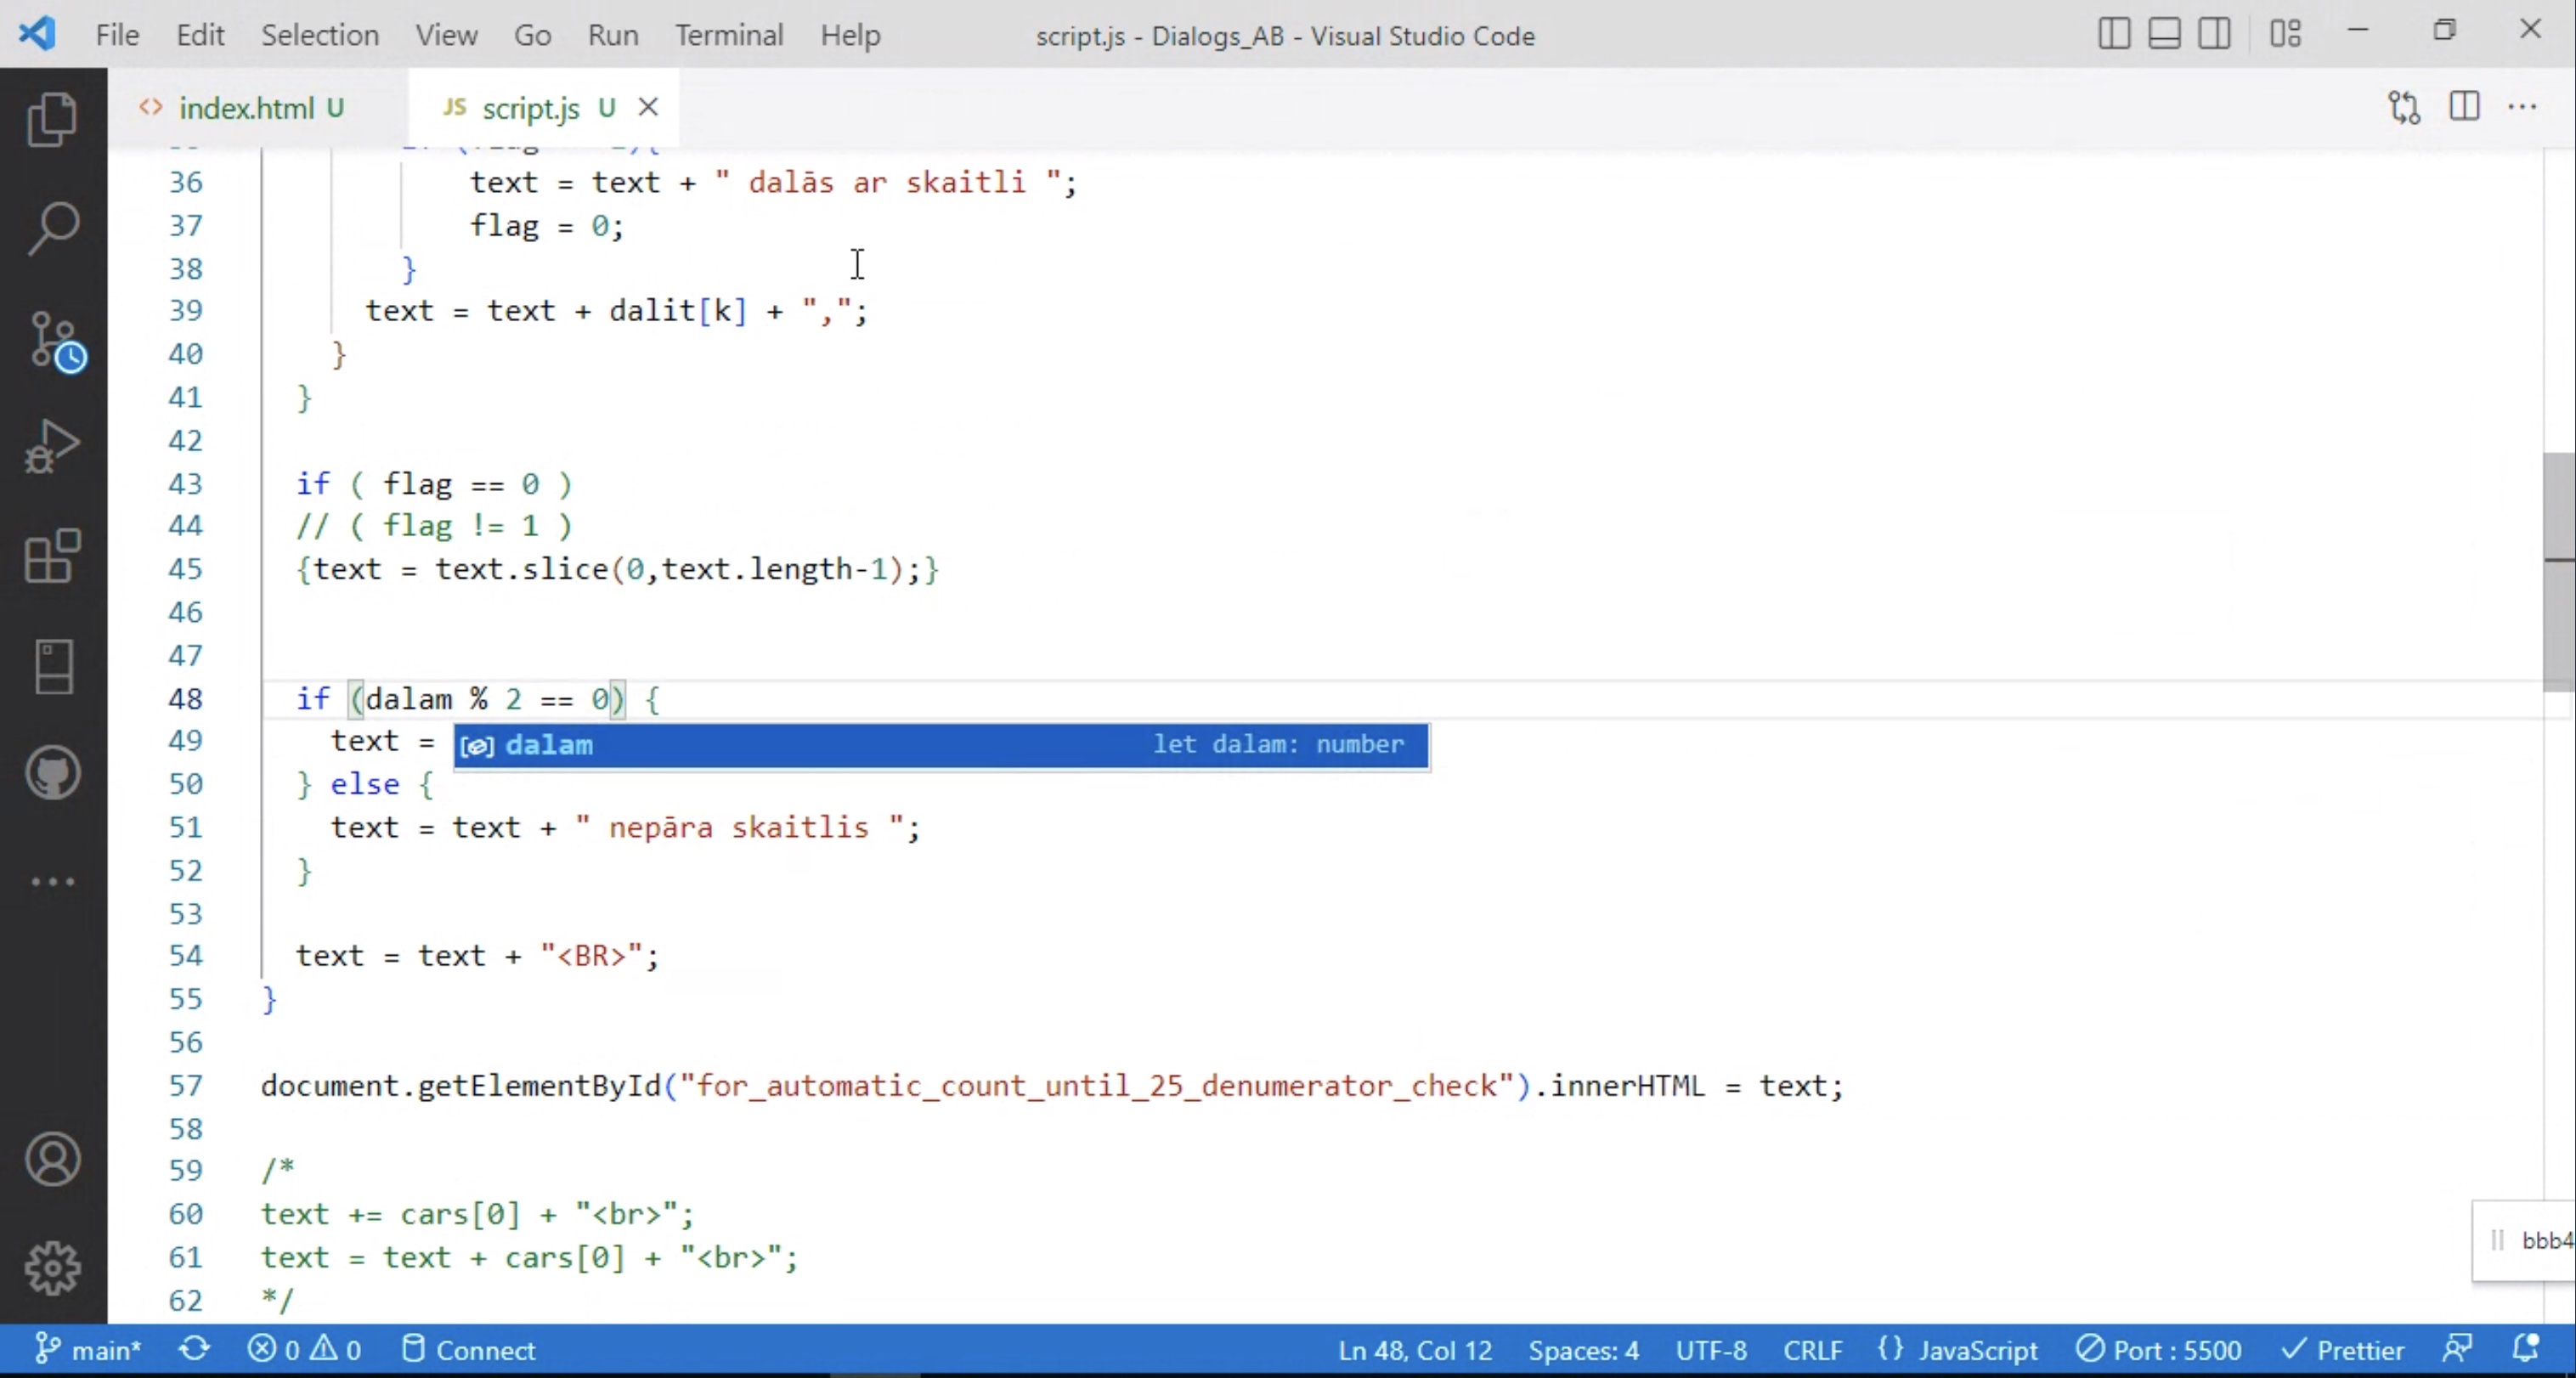 File Edit Selection View Go Run Terminal Help script.js - Dialogs_AB - Visual Studio Code
index.html U JS script.js U
36 text = text + " dalās ar skaitli ";
37 flag = 0;
38 }
39 text = text + dalit[k] + ",";
40 }
41 }
42
43 if ( flag == 0 )
44 // ( flag != 1 )
45 {text = text.slice(0,text.length-1);}
46
47
48 if (dalam % 2 == 0) {
49 text =
dalam let dalam: number
50 } else {
51 text = text + " nepāra skaitlis ";
52 }
53
54 text = text + "<BR>";
55 }
56
57 document.getElementById("for_automatic_count_until_25_denumerator_check").innerHTML = text;
58
59 /*
60 text += cars[0] + "<br>";
61 text = text + cars[0] + "<br>";
62 */
bbb4
main* 0 0 Connect Ln 48, Col 12 Spaces: 4 UTF-8 CRLF {} JavaScript Port : 5500 Prettier